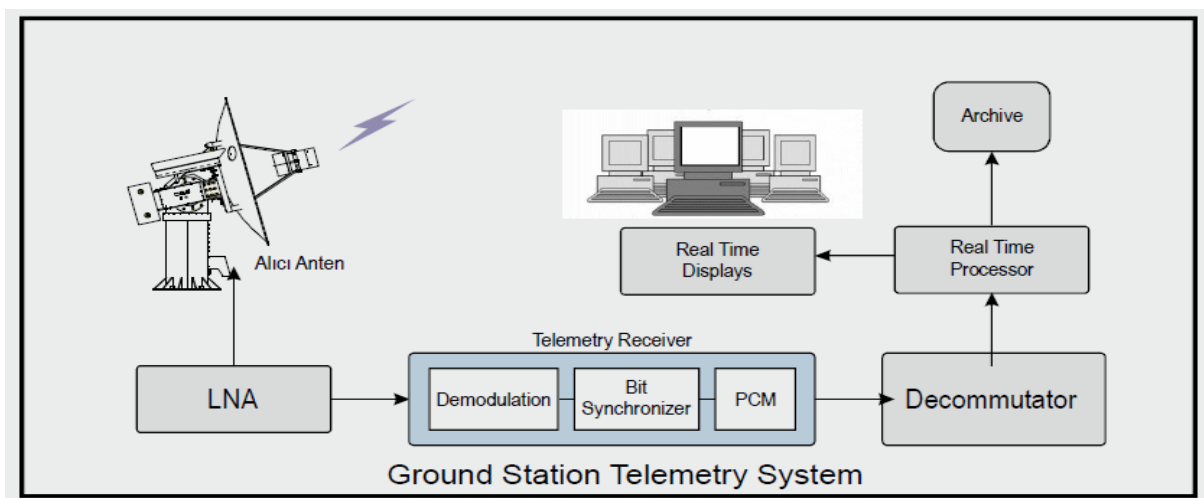 Archive
Alıcı Anten
Real Time
Displays
Real Time
Processor
Telemetry Receiver
LNA
Demodulation
Bit
Synchronizer
PCM
Decommutator
Ground Station Telemetry System